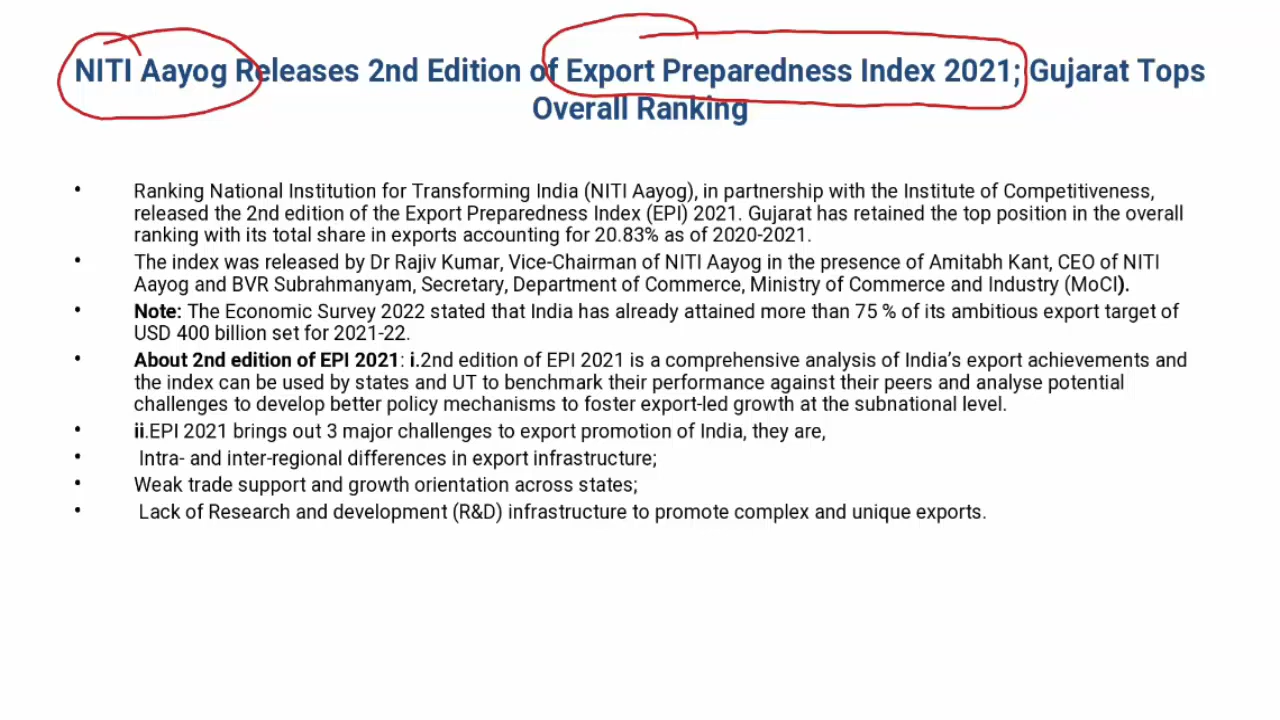 NITI Aayog Releases 2nd Edition of Export Preparedness Index 2021; Gujarat Tops
Overall Ranking
• Ranking National Institution for Transforming India (NITI Aayog), in partnership with the Institute of Competitiveness,
released the 2nd edition of the Export Preparedness Index (EPI) 2021. Gujarat has retained the top position in the overall
ranking with its total share in exports accounting for 20.83% as of 2020-2021.
• The index was released by Dr Rajiv Kumar, Vice-Chairman of NITI Aayog in the presence of Amitabh Kant, CEO of NITI
Aayog and BVR Subrahmanyam, Secretary, Department of Commerce, Ministry of Commerce and Industry (MoCI).
• Note: The Economic Survey 2022 stated that India has already attained more than 75 % of its ambitious export target of
USD 400 billion set for 2021-22.
• About 2nd edition of EPI 2021: i.2nd edition of EPI 2021 is a comprehensive analysis of India’s export achievements and
the index can be used by states and UT to benchmark their performance against their peers and analyse potential
challenges to develop better policy mechanisms to foster export-led growth at the subnational level.
• ii.EPI 2021 brings out 3 major challenges to export promotion of India, they are,
• Intra- and inter-regional differences in export infrastructure;
• Weak trade support and growth orientation across states;
• Lack of Research and development (R&D) infrastructure to promote complex and unique exports.